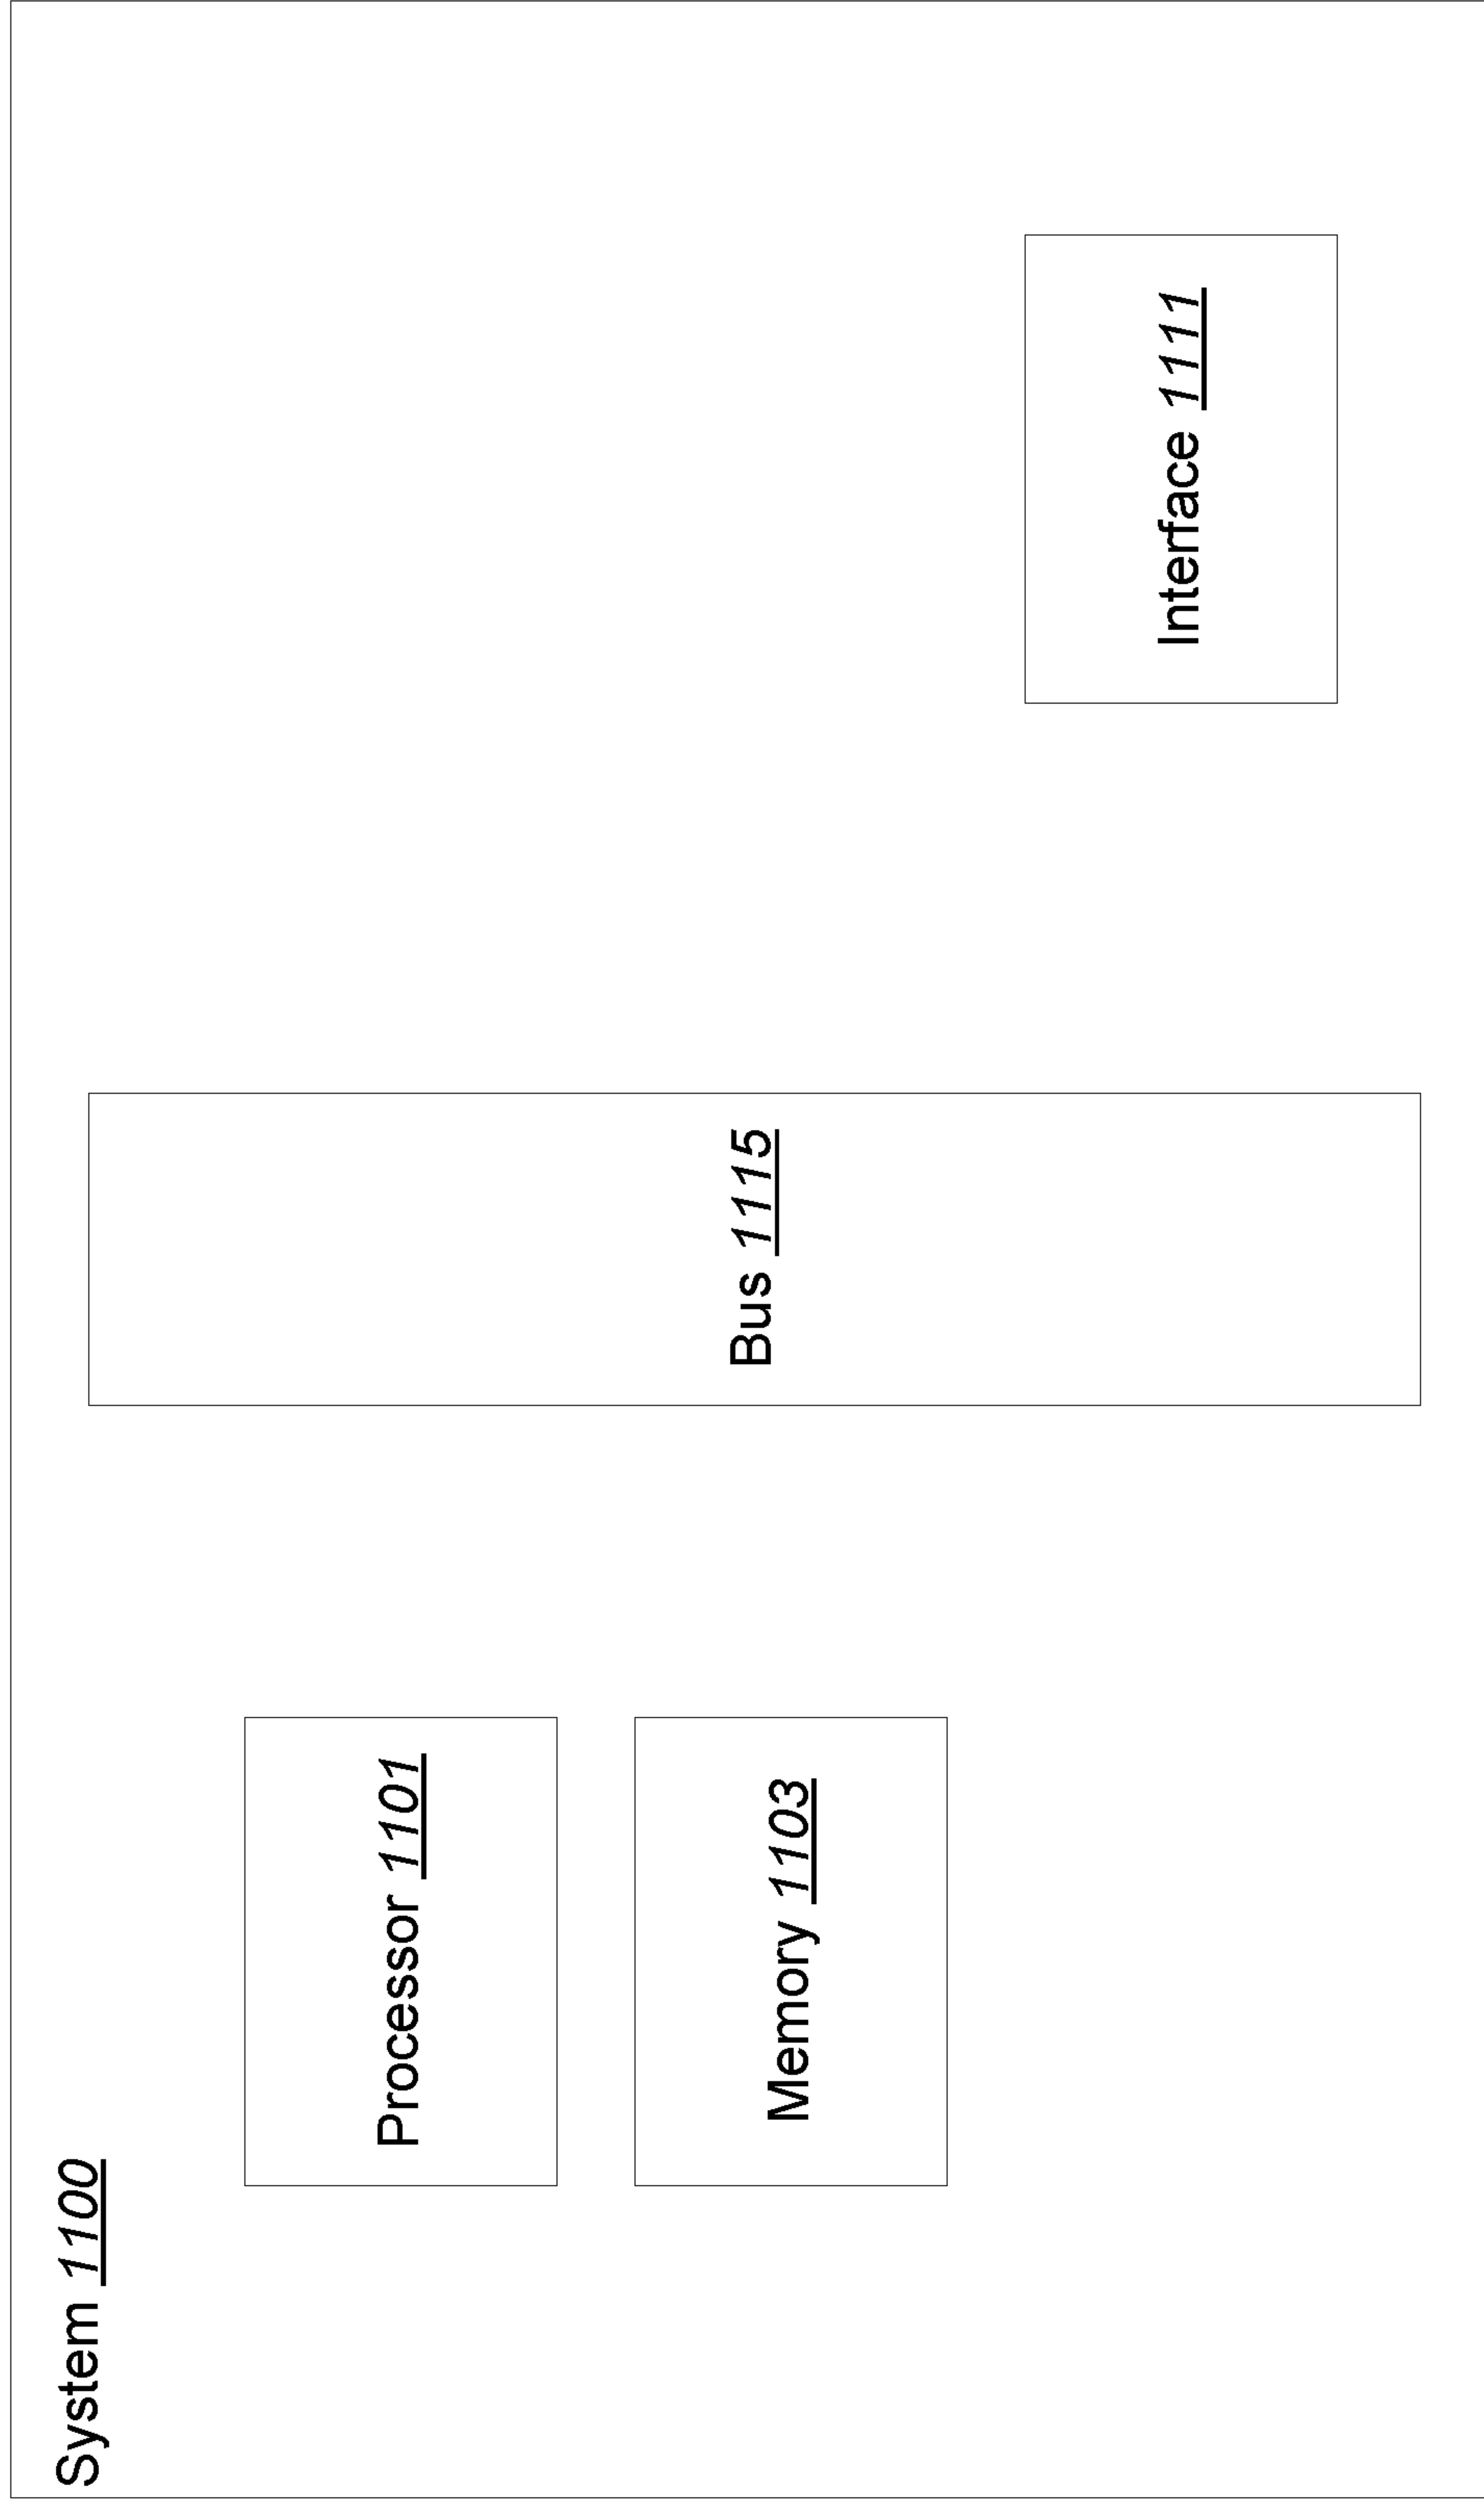 System 1100
Processor 1101
Memory 1103
Bus 1115
Interface 1111